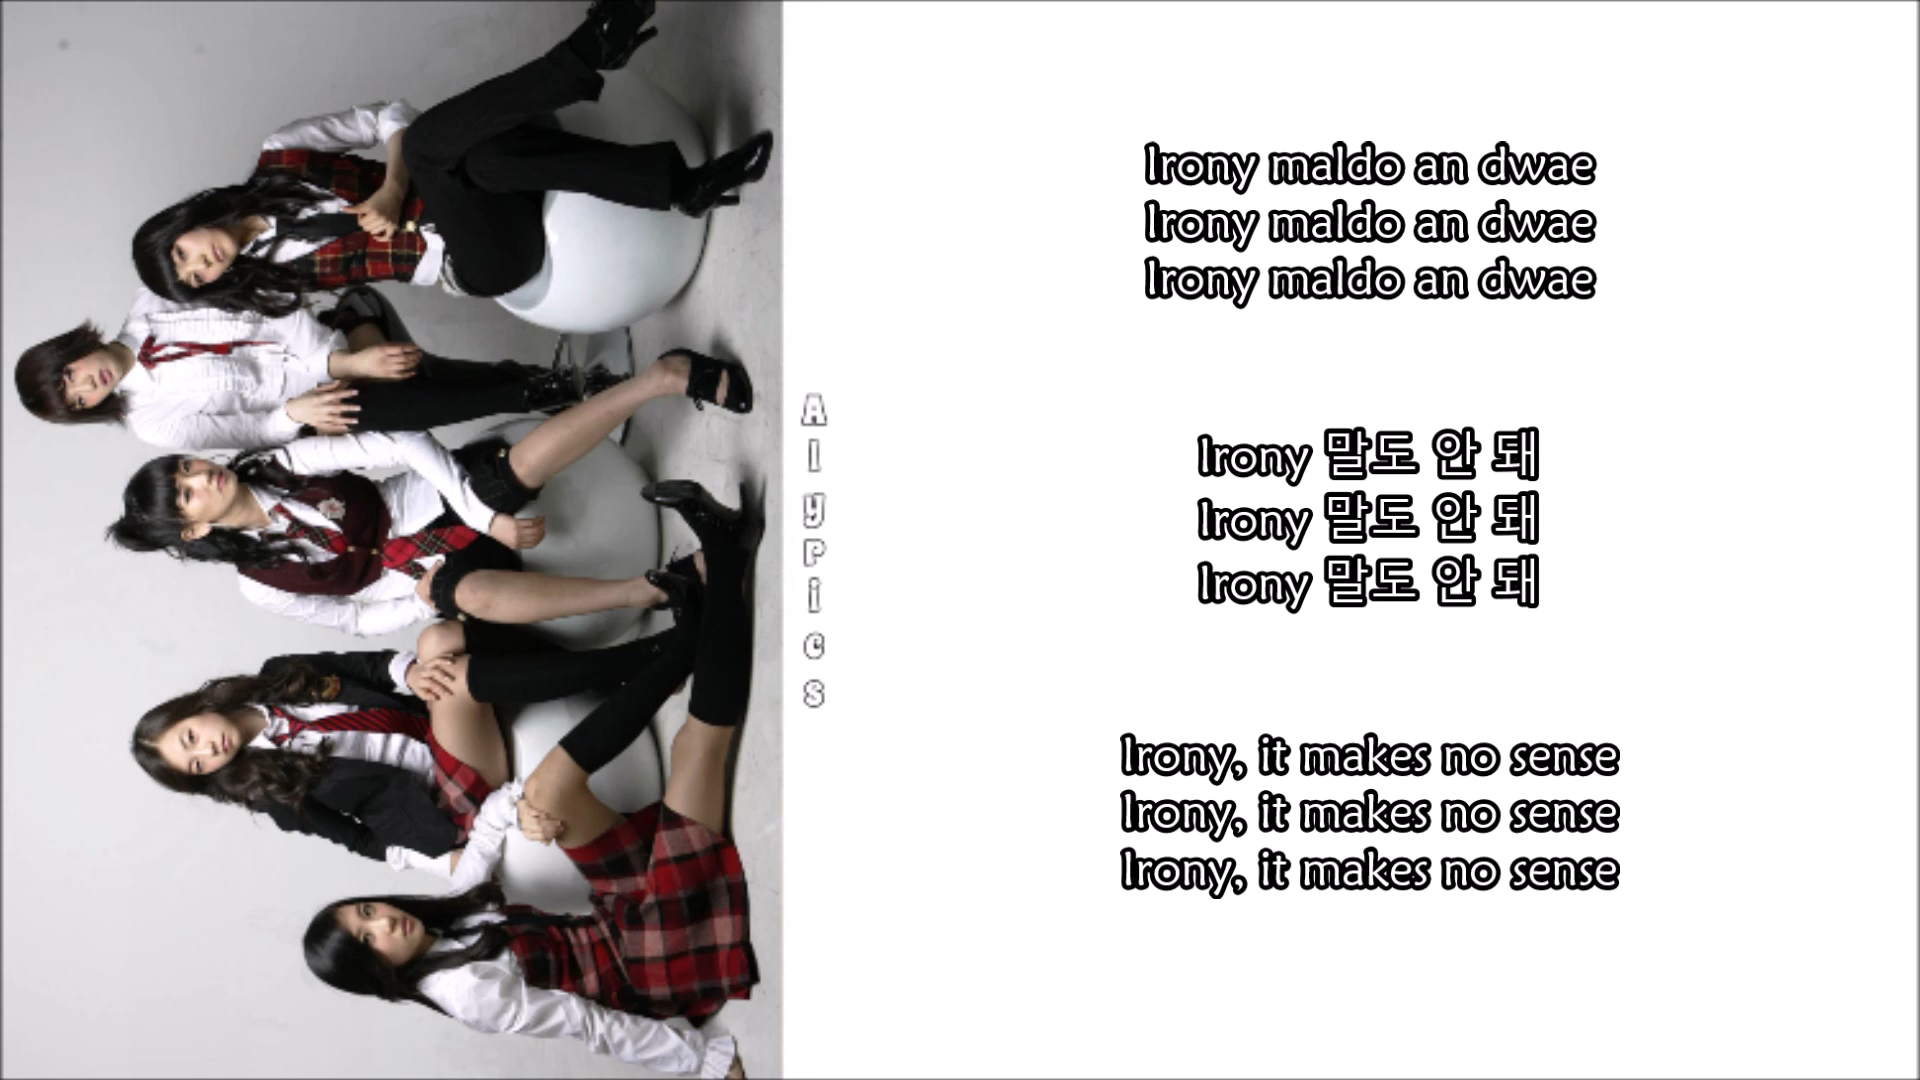 AlyPics
Irony maldo an dwae
Irony maldo an dwae
Irony maldo an dwae
Irony 말도 안 돼
Irony 말도 안 돼
Irony 말도 안 돼
Irony, it makes no sense
Irony, it makes no sense
Irony, it makes no sense